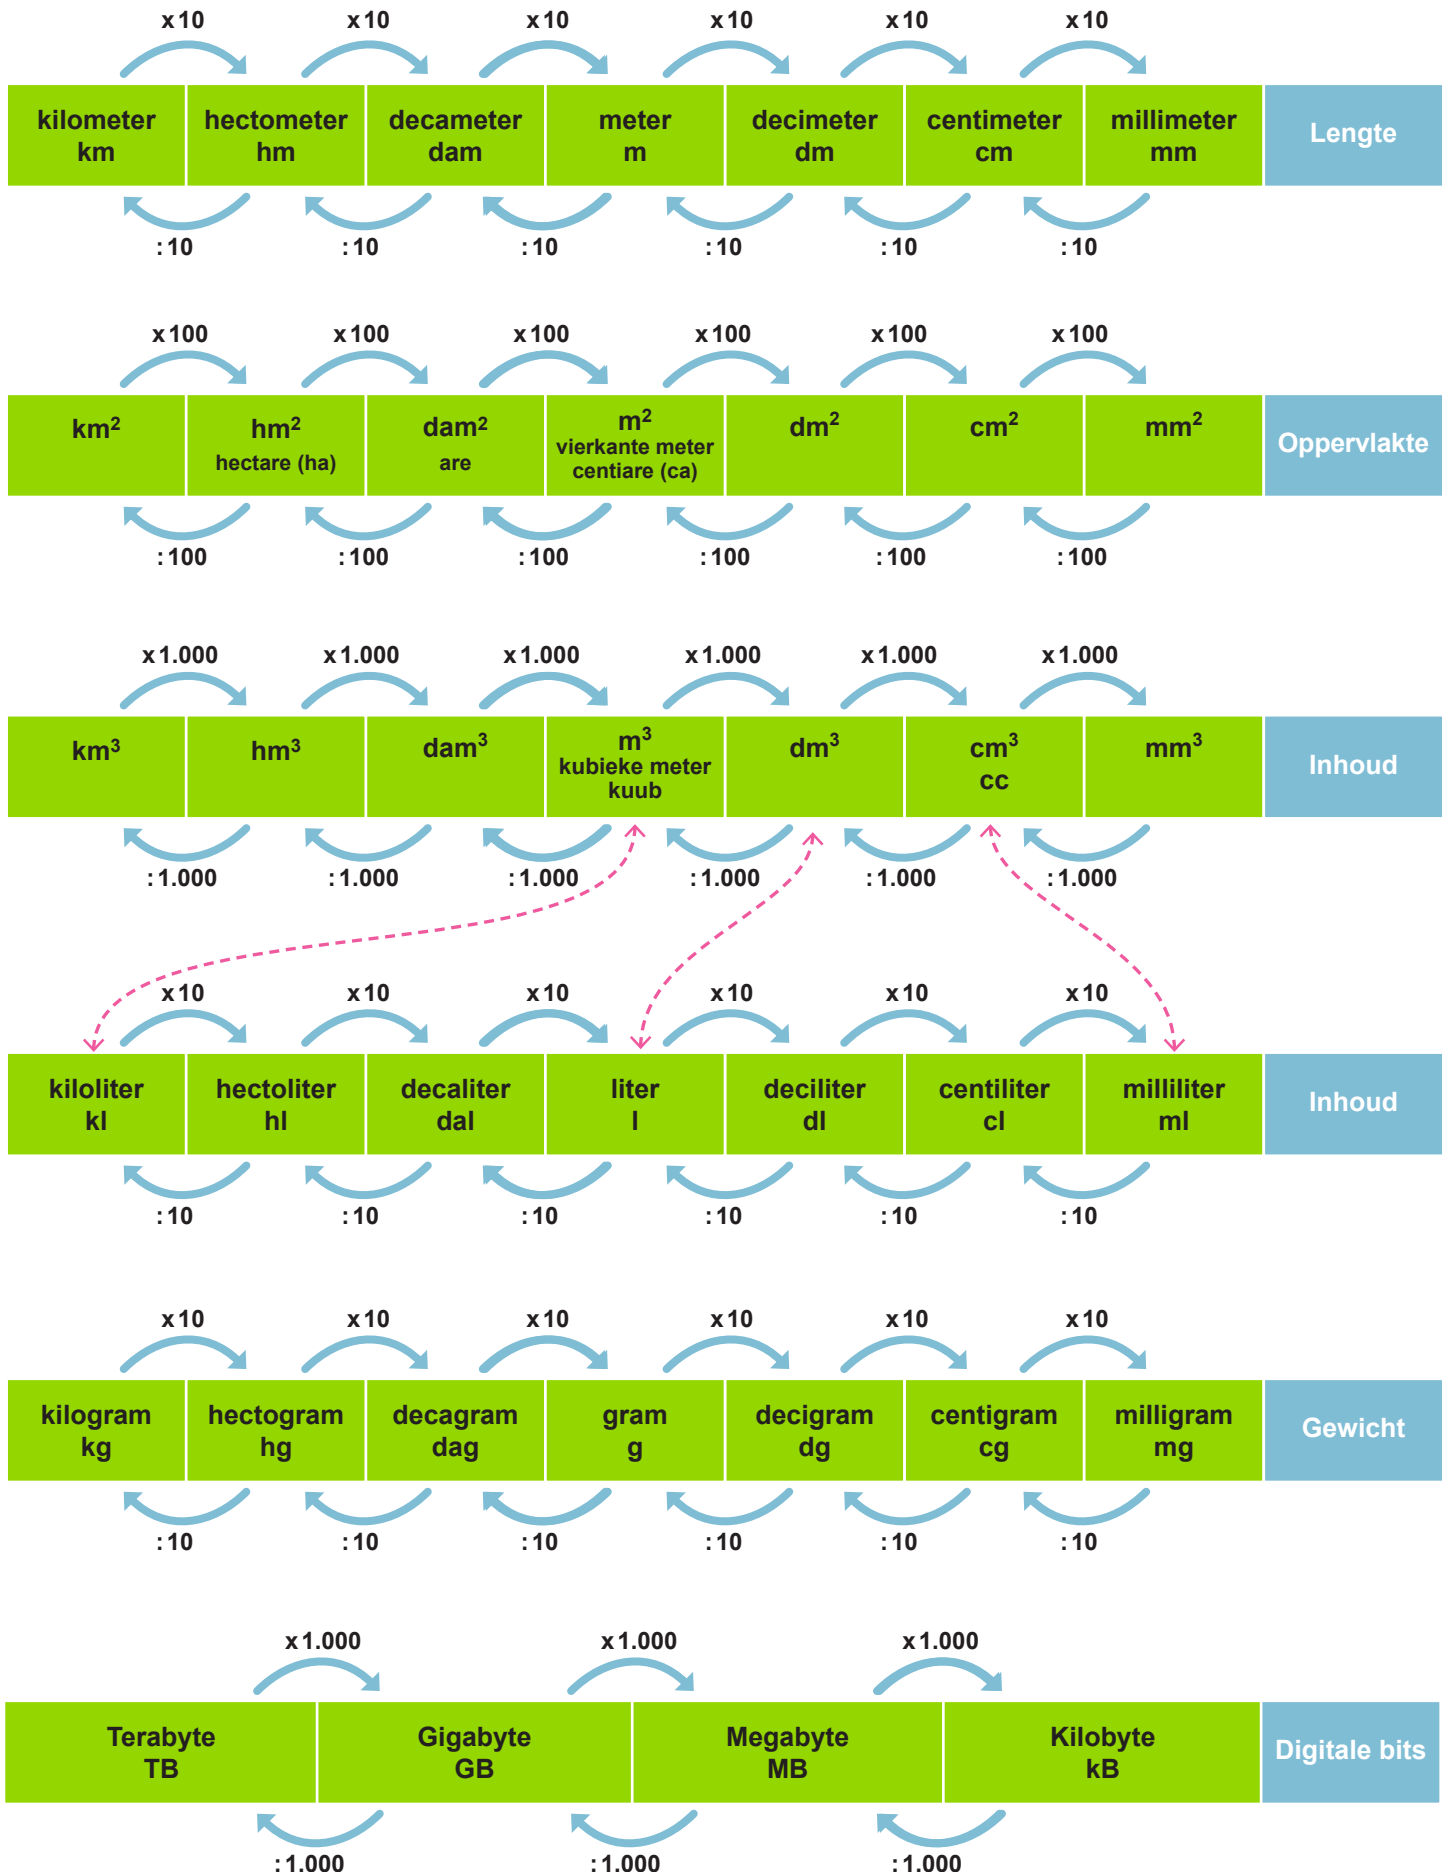 x 10 x 10 x 10 x 10 x 10 x 10
kilometer hectometer decameter meter decimeter centimeter millimeter Lengte
km hm dam m dm cm mm
: 10 : 10 : 10 : 10 : 10 : 10
x 100 x 100 x 100 x 100 x 100 x 100
km² hm² dam² m² dm² cm² mm² Oppervlakte
hectare (ha) are vierkante meter
centiare (ca)
: 100 : 100 : 100 : 100 : 100 : 100
x 1.000 x 1.000 x 1.000 x 1.000 x 1.000 x 1.000
km³ hm³ dam³ m³ dm³ cm³ mm³ Inhoud
kubieke meter cc
kuub
: 1.000 : 1.000 : 1.000 : 1.000 : 1.000 : 1.000
x 10 x 10 x 10 x 10 x 10 x 10
kiloliter hectoliter decaliter liter deciliter centiliter milliliter Inhoud
kl hl dal l dl cl ml
: 10 : 10 : 10 : 10 : 10 : 10
x 10 x 10 x 10 x 10 x 10 x 10
kilogram hectogram decagram gram decigram centigram milligram Gewicht
kg hg dag g dg cg mg
: 10 : 10 : 10 : 10 : 10 : 10
x 1.000 x 1.000 x 1.000
Terabyte Gigabyte Megabyte Kilobyte Digitale bits
TB GB MB kB
: 1.000 : 1.000 : 1.000